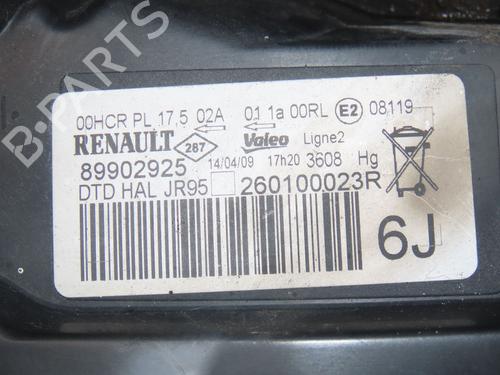 B-PARTS
00HCR PL 17,5 02A 01 1a 00RL E2 08119
RENAULT 287 Valeo Ligne2
89902925 14/04/09 17h20 3608 Hg
DTD HAL JR95 260100023R
6J